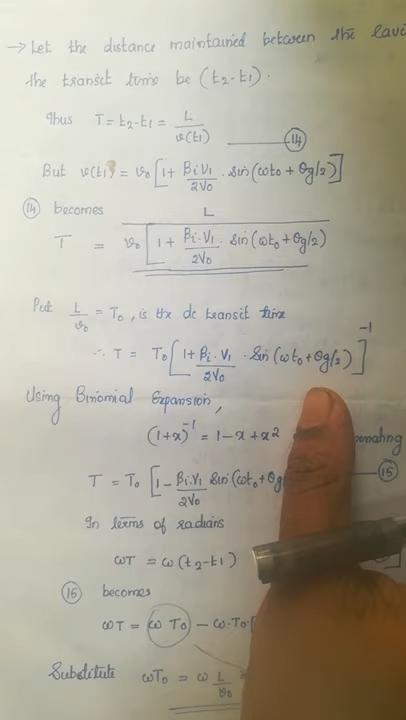 → Let the distance maintained between the
the transit time be (t2-t1).
Thus T = t2-t1 = L / v(t1) —— (14)
But v(t1) = v0 [1 + βi V1 / 2V0 . Sin(ωt0 + θg/2)]
(14) becomes
T = L / v0 [1 + βi.V1 / 2V0 . Sin(ωt0 + θg/2)]
Put L / v0 = T0, is the dc transit time
∴ T = T0 [1 + βi.V1 / 2V0 . Sin(ωt0 + θg/2)]^-1
Using Binomial Expansion,
(1+x)^-1 = 1-x+x2
T = T0 [1 - βi.V1 / 2V0 Sin(ωt0 + θg —— (15)
In terms of radians
ωT = ω(t2-t1)
(15) becomes
ωT = ω T0 - ω.T0.[
Substitute ωT0 = ω L / v0 =